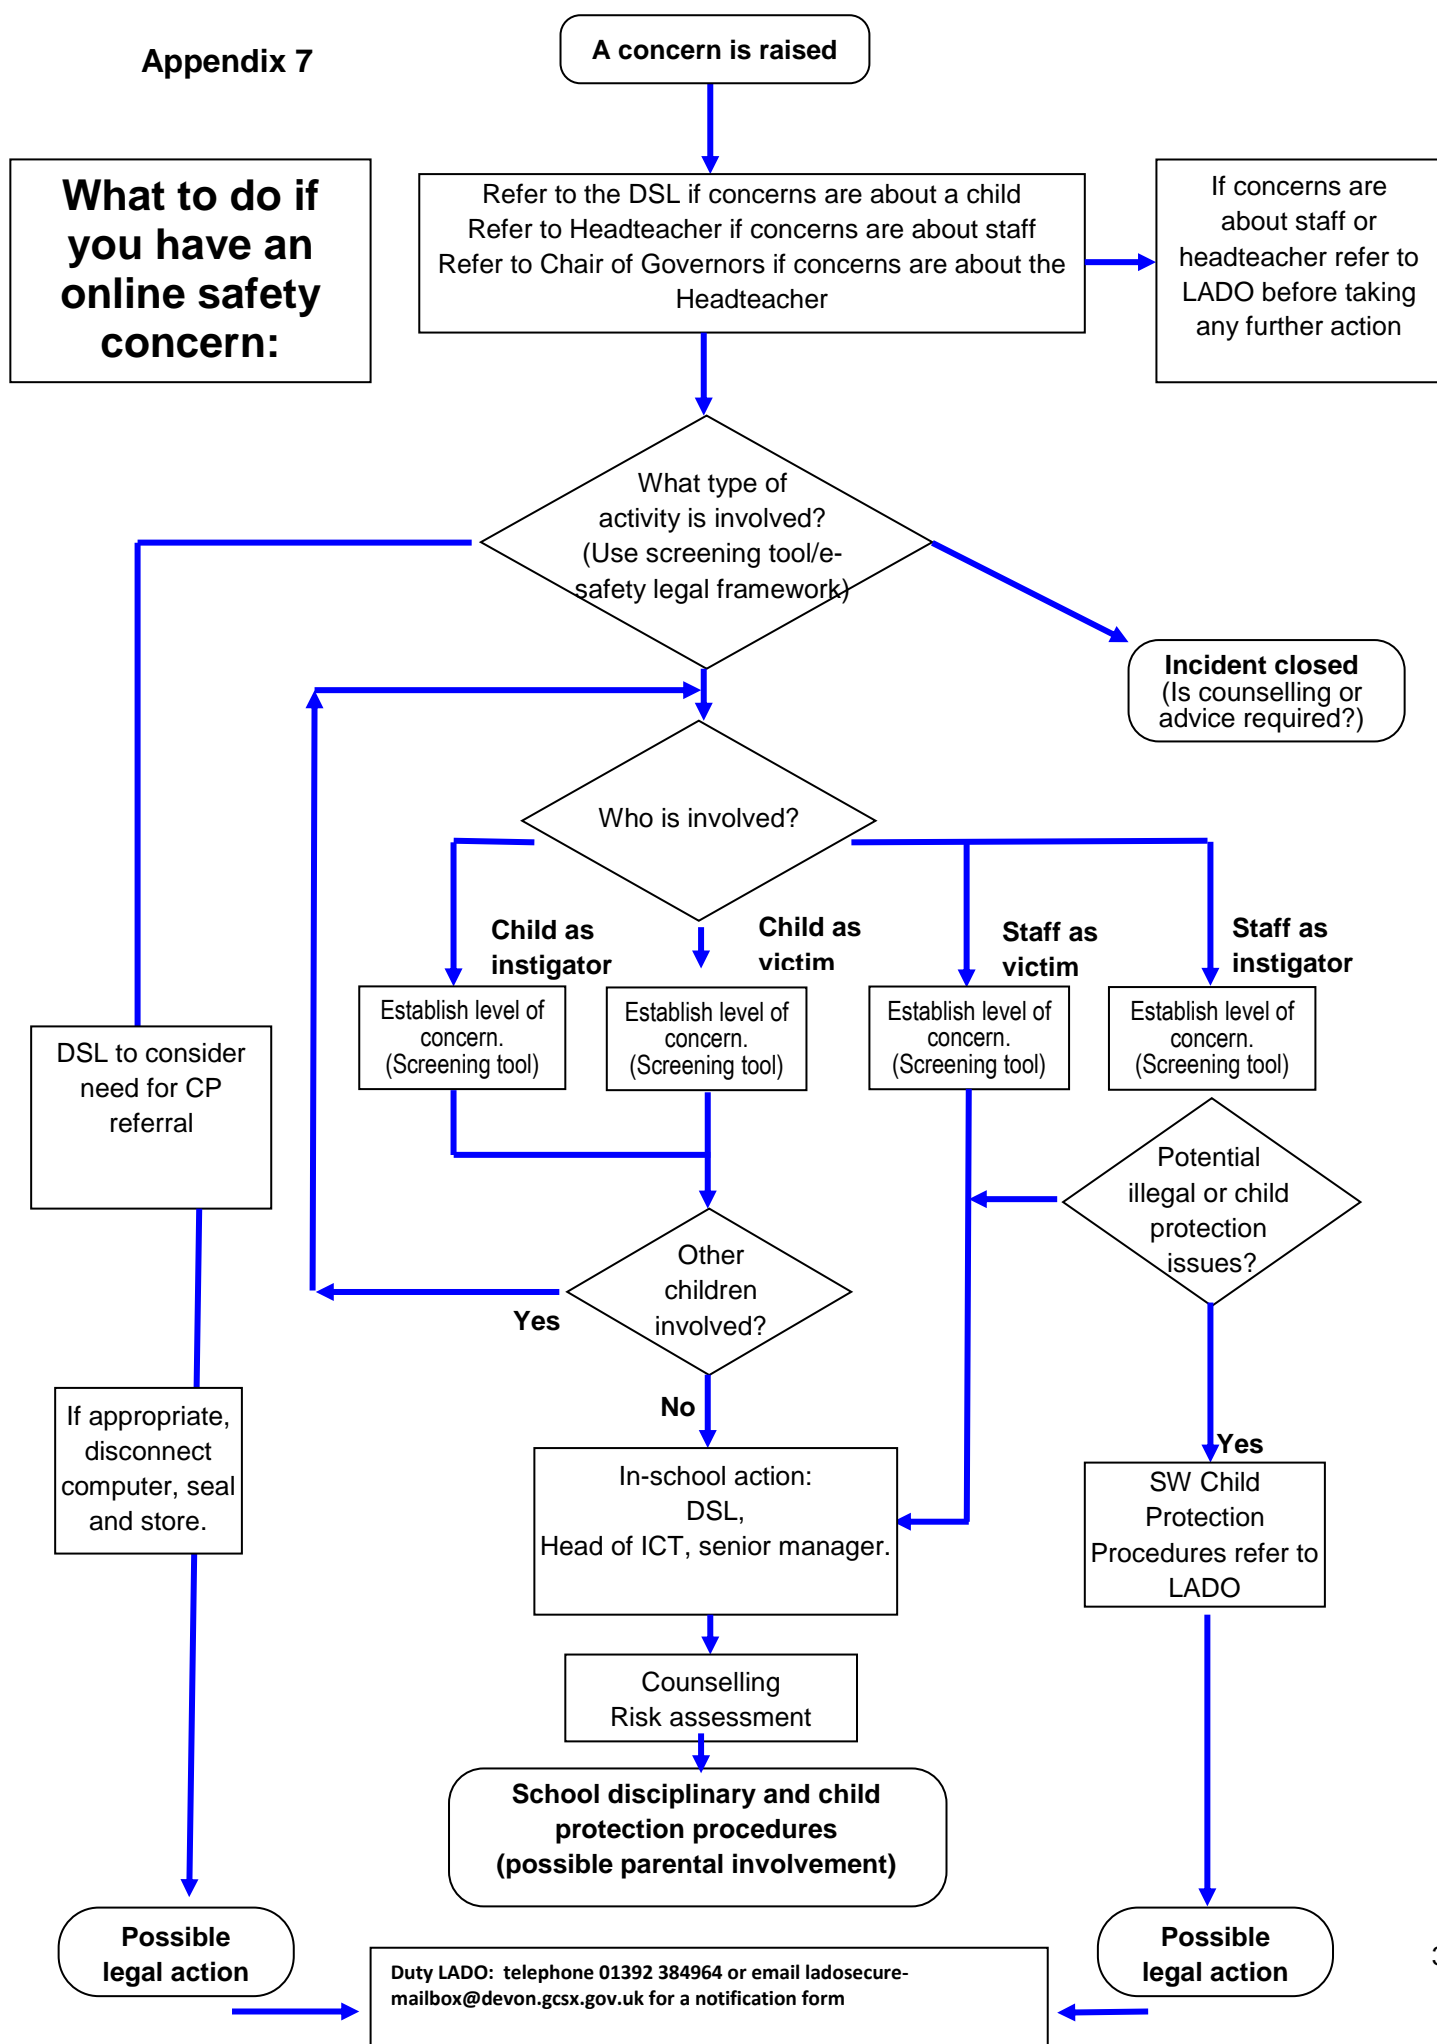 Appendix 7
A concern is raised
What to do if
you have an
online safety
concern:
Refer to the DSL if concerns are about a child
Refer to Headteacher if concerns are about staff
Refer to Chair of Governors if concerns are about the
Headteacher
If concerns are
about staff or
headteacher refer to
LADO before taking
any further action
What type of
activity is involved?
(Use screening tool/e-
safety legal framework)
Incident closed
(Is counselling or
advice required?)
Who is involved?
Child as
instigator
Child as
victim
Staff as
victim
Staff as
instigator
Establish level of
concern.
(Screening tool)
Establish level of
concern.
(Screening tool)
Establish level of
concern.
(Screening tool)
Establish level of
concern.
(Screening tool)
DSL to consider
need for CP
referral
Potential
illegal or child
protection
issues?
Other
children
involved?
Yes
No
If appropriate,
disconnect
computer, seal
and store.
Yes
In-school action:
DSL,
Head of ICT, senior manager.
SW Child
Protection
Procedures refer to
LADO
Counselling
Risk assessment
School disciplinary and child
protection procedures
(possible parental involvement)
Possible
legal action
Possible
legal action
Duty LADO: telephone 01392 384964 or email ladosecure-
mailbox@devon.gcsx.gov.uk for a notification form